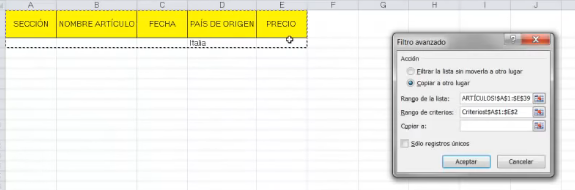 A B C D E F G H I J
SECCIÓN NOMBRE ARTÍCULO FECHA PAÍS DE ORIGEN PRECIO
Italia
Filtro avanzado
Acción
Filtrar la lista sin moverla a otro lugar
Copiar a otro lugar
Rango de la lista: ARTÍCULOS!$A$1:$E$39
Rango de criterios: Criterios!$A$1:$E$2
Copiar a:
Sólo registros únicos
Aceptar Cancelar